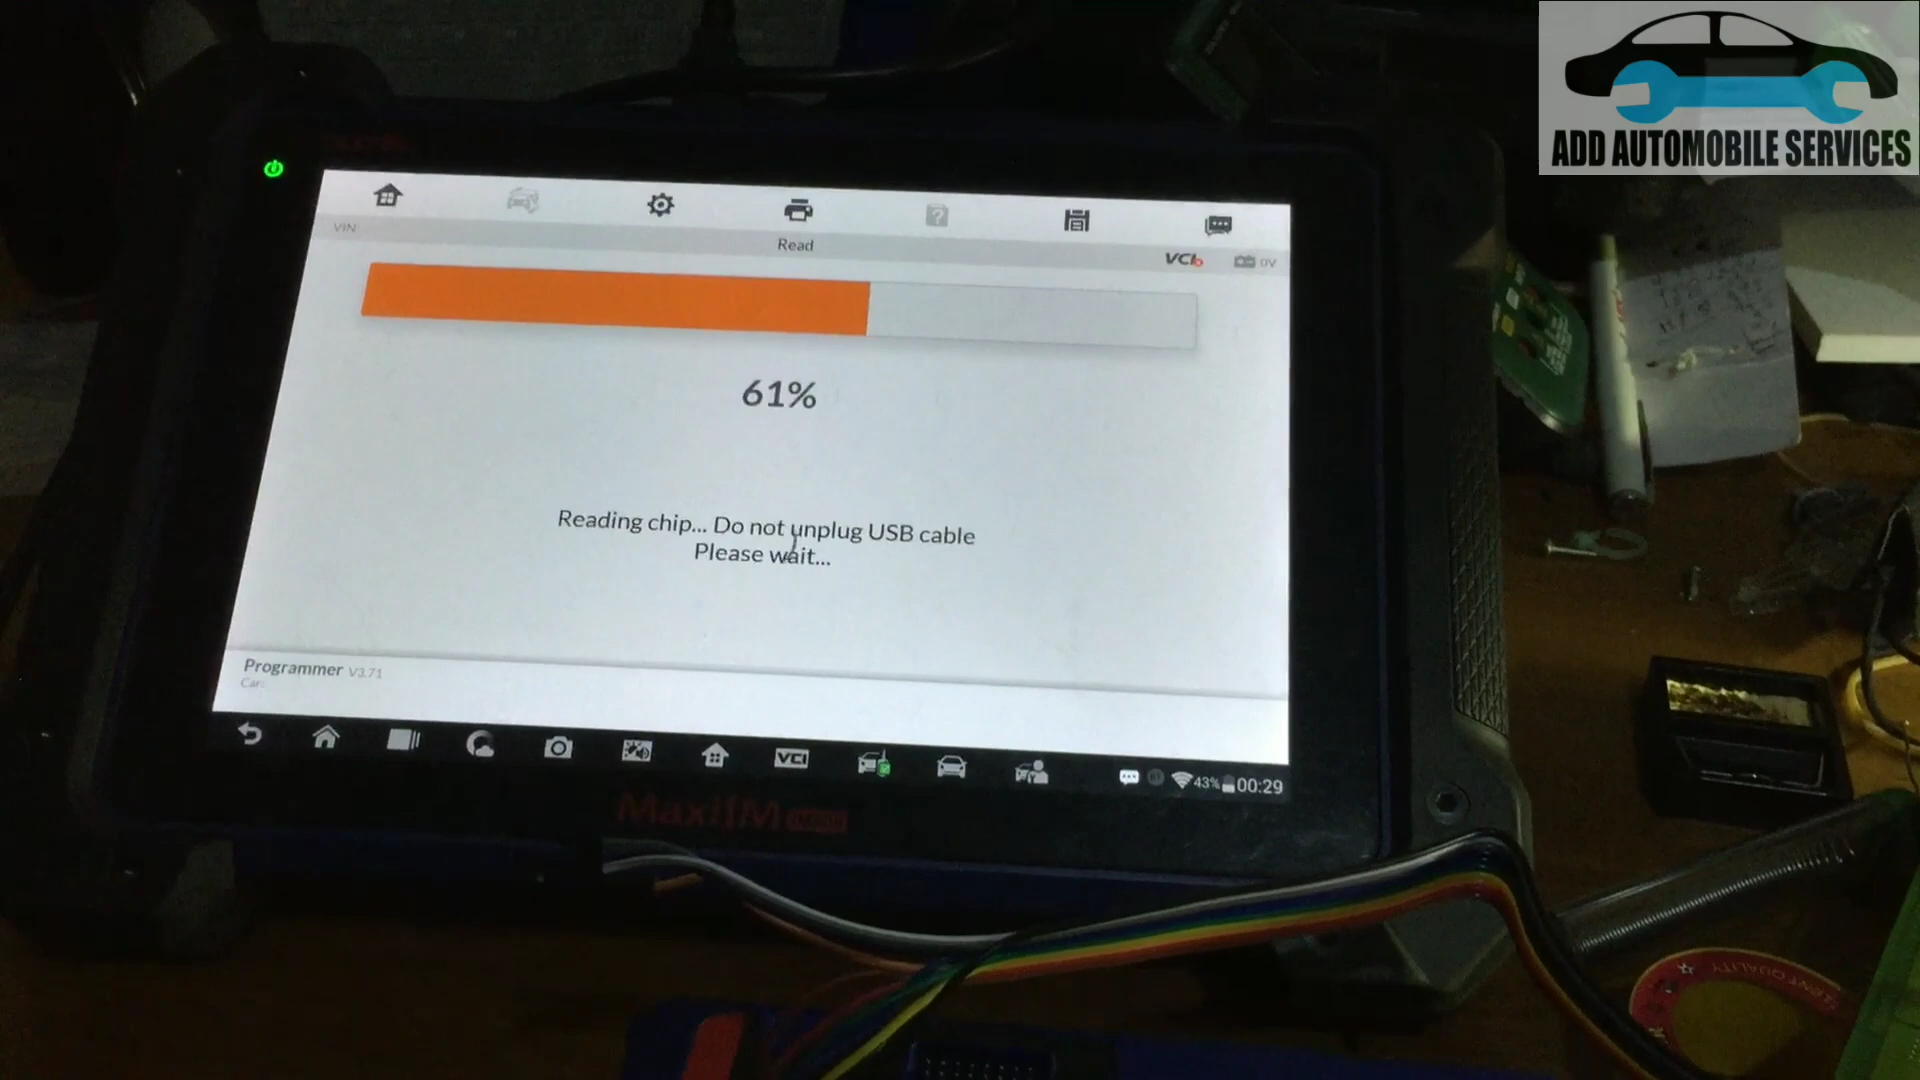 ADD AUTOMOBILE SERVICES
VIN
Read
VCI
0V
61%
Reading chip... Do not unplug USB cable
Please wait...
Programmer V3.71
Car:
VCI
43% 00:29
MaxiIM
QUALITY